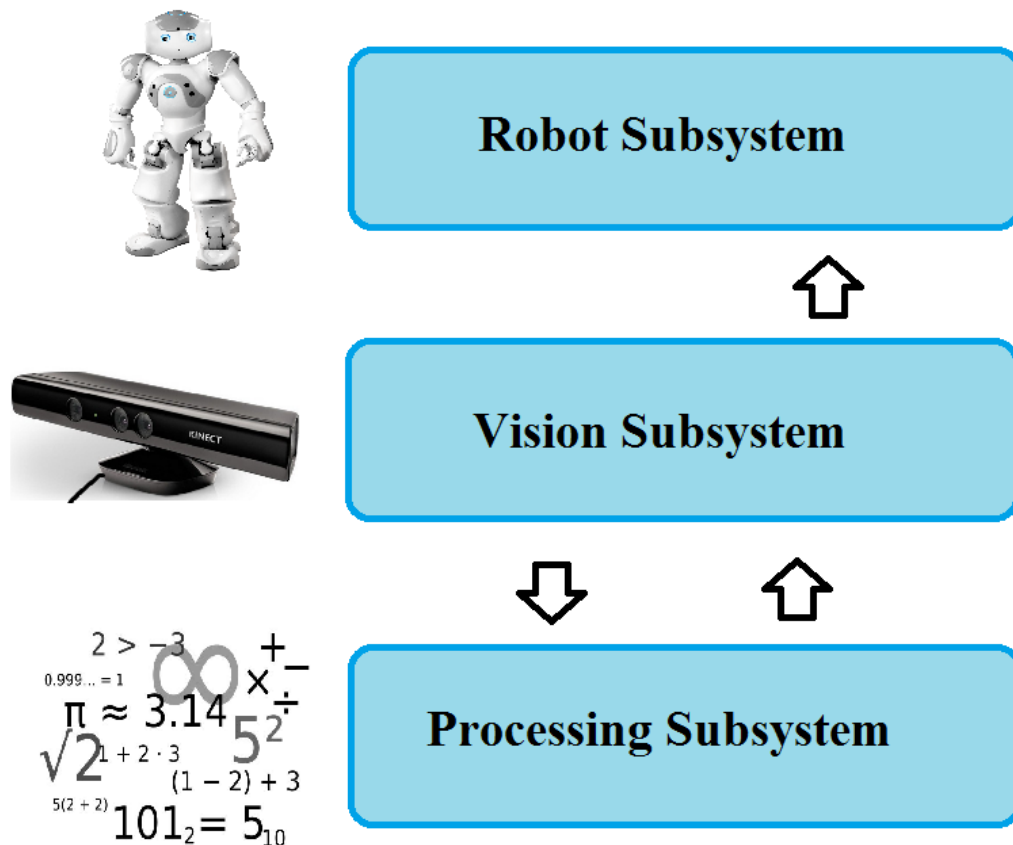 Robot Subsystem
KINECT
Vision Subsystem
2 > −3
+
−
0.999... = 1
∞
×
÷
π ≈ 3.14
5²
√2
1 + 2 · 3
(1 − 2) + 3
5(2 + 2)
101₂ = 5₁₀
Processing Subsystem